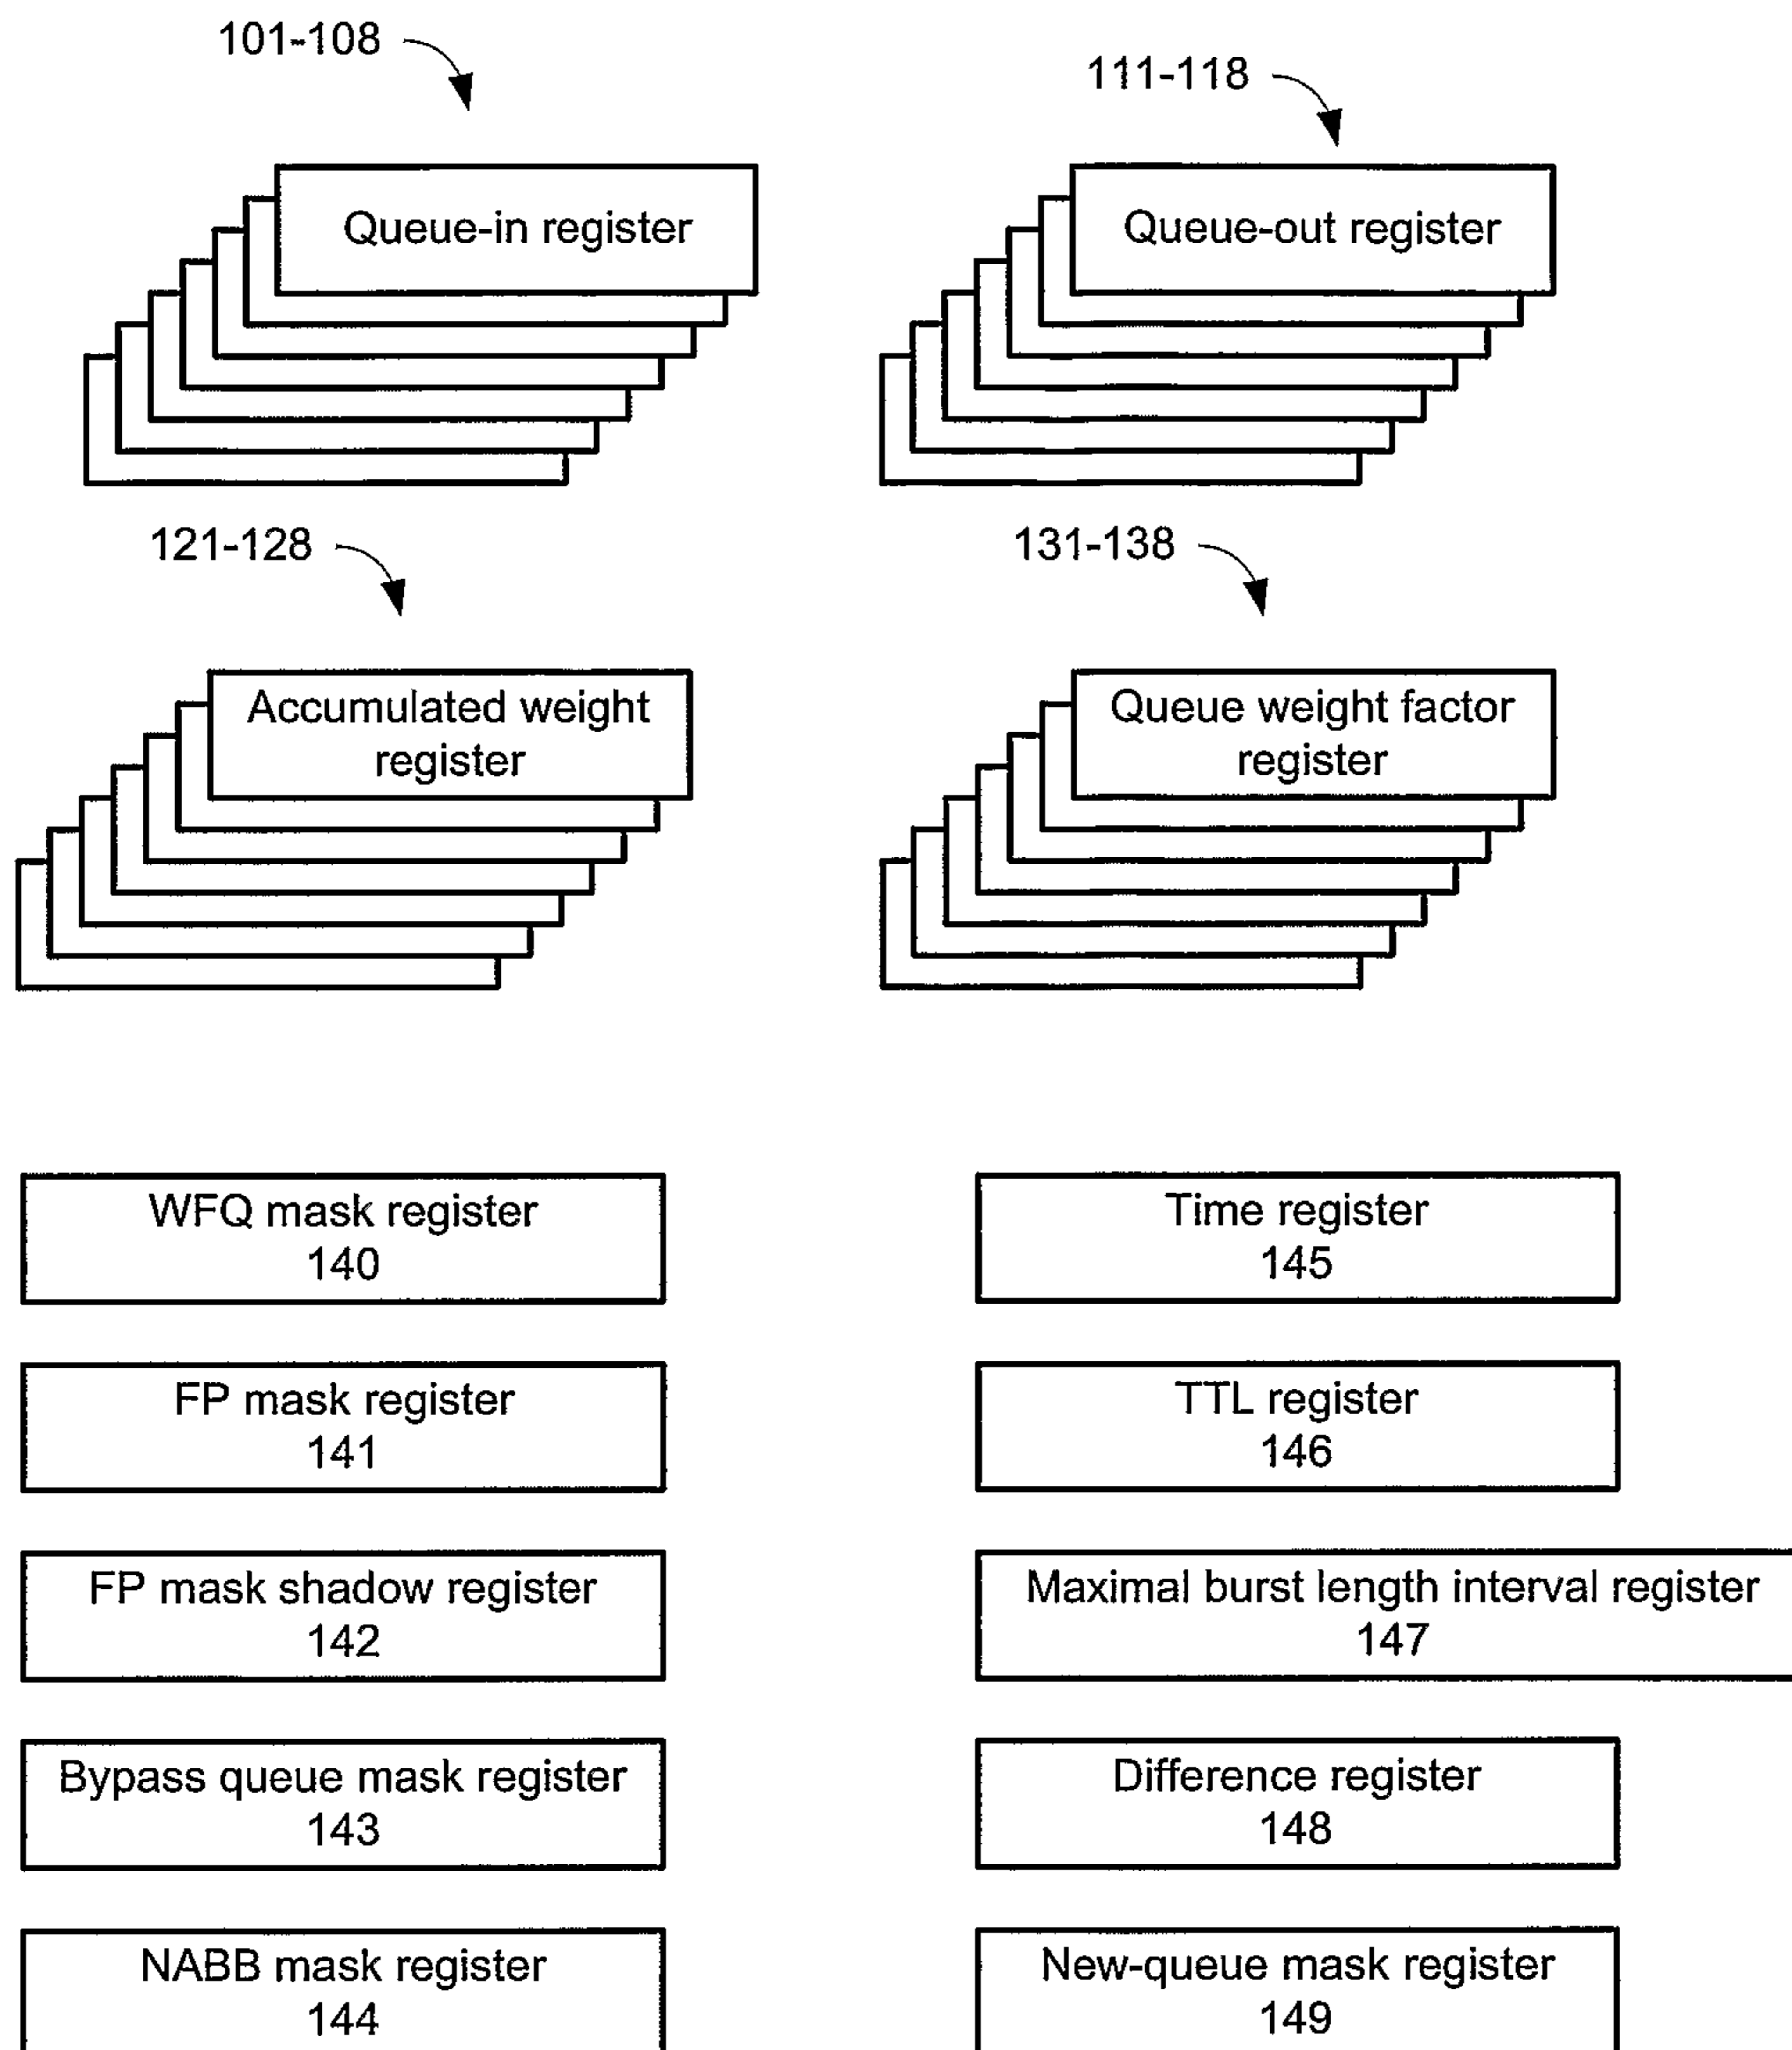 101-108
111-118
Queue-in register
Queue-out register
121-128
131-138
Accumulated weight
register
Queue weight factor
register
WFQ mask register
140
Time register
145
FP mask register
141
TTL register
146
FP mask shadow register
142
Maximal burst length interval register
147
Bypass queue mask register
143
Difference register
148
NABB mask register
144
New-queue mask register
149